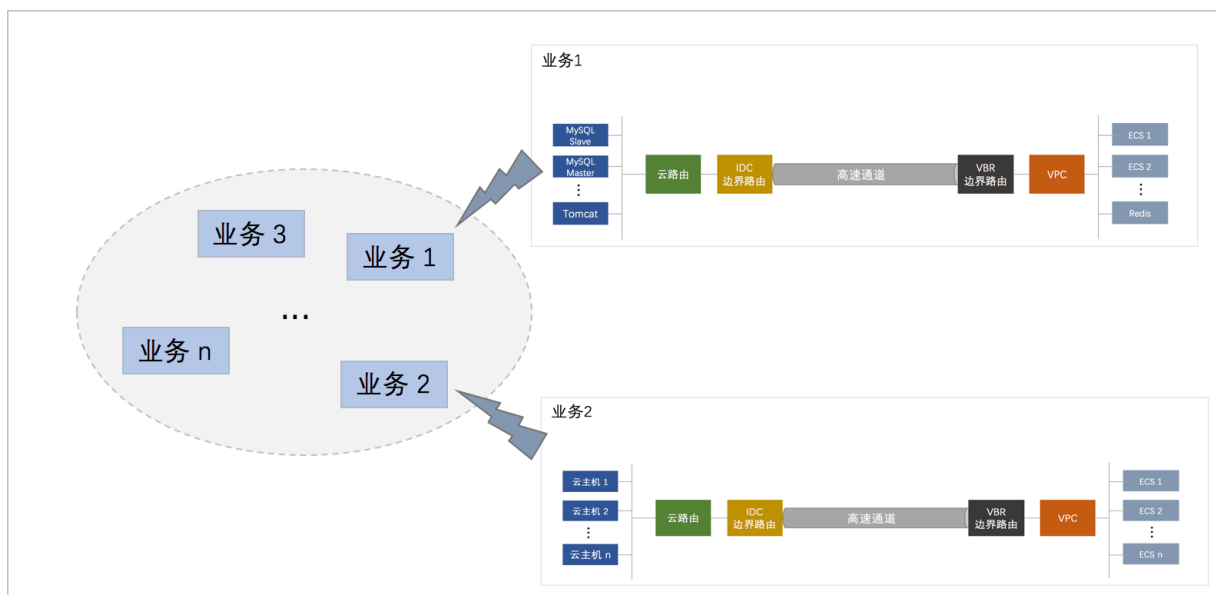 业务1
MySQL
Slave
MySQL
Master
⋮
Tomcat
云路由
IDC
边界路由
高速通道
VBR
边界路由
VPC
ECS 1
ECS 2
⋮
Redis
业务 3
业务 1
...
业务 n
业务 2
业务2
云主机 1
云主机 2
⋮
云主机 n
云路由
IDC
边界路由
高速通道
VBR
边界路由
VPC
ECS 1
ECS 2
⋮
ECS n